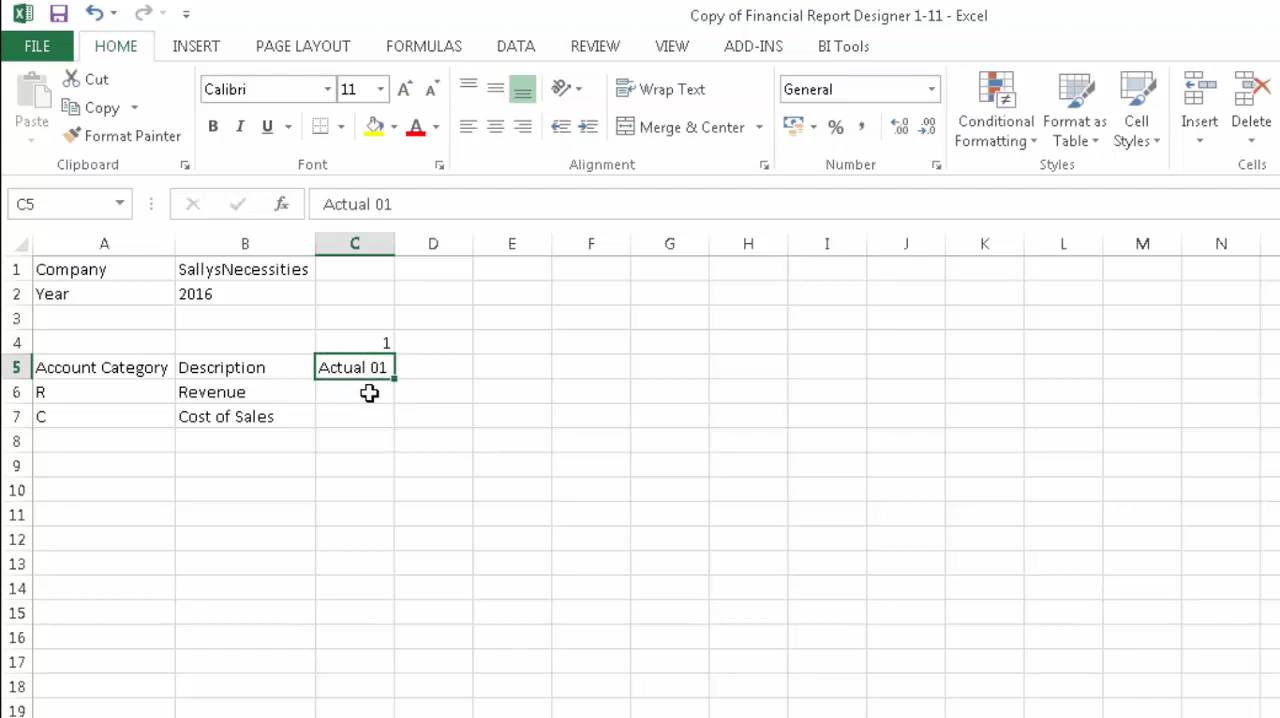 Copy of Financial Report Designer 1-11 - Excel
FILE HOME INSERT PAGE LAYOUT FORMULAS DATA REVIEW VIEW ADD-INS BI Tools
Paste
Cut
Copy
Format Painter
Clipboard
Calibri 11
B I U A
Font
Wrap Text
Merge & Center
Alignment
General
% ,
Number
Conditional Formatting
Format as Table
Cell Styles
Styles
Insert
Delete
Cells
C5 fx Actual 01
A B C D E F G H I J K L M N
1 Company SallysNecessities
2 Year 2016
3
4 1
5 Account Category Description Actual 01
6 R Revenue
7 C Cost of Sales
8
9
10
11
12
13
14
15
16
17
18
19